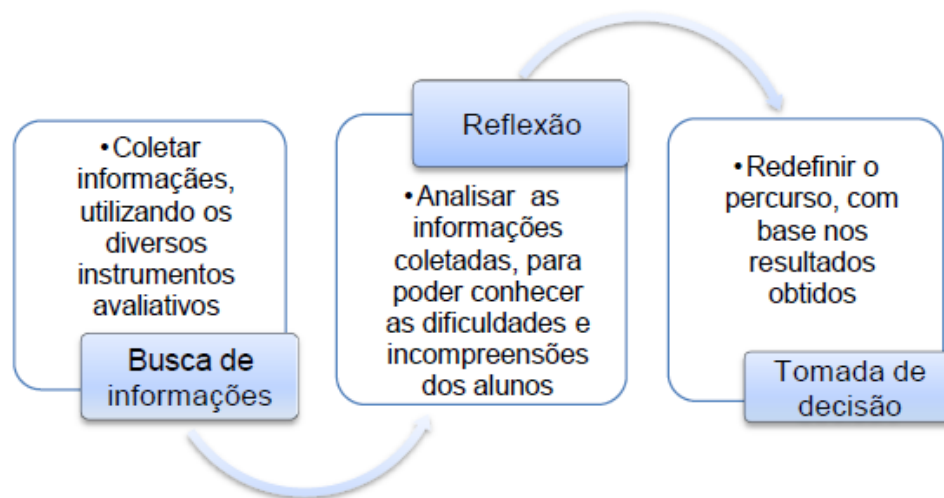 •Coletar
informaçães,
utilizando os
diversos
instrumentos
avaliativos
Busca de
informações
Reflexão
•Analisar as
informações
coletadas, para
poder conhecer
as dificuldades e
incompreensões
dos alunos
•Redefinir o
percurso, com
base nos
resultados
obtidos
Tomada de
decisão